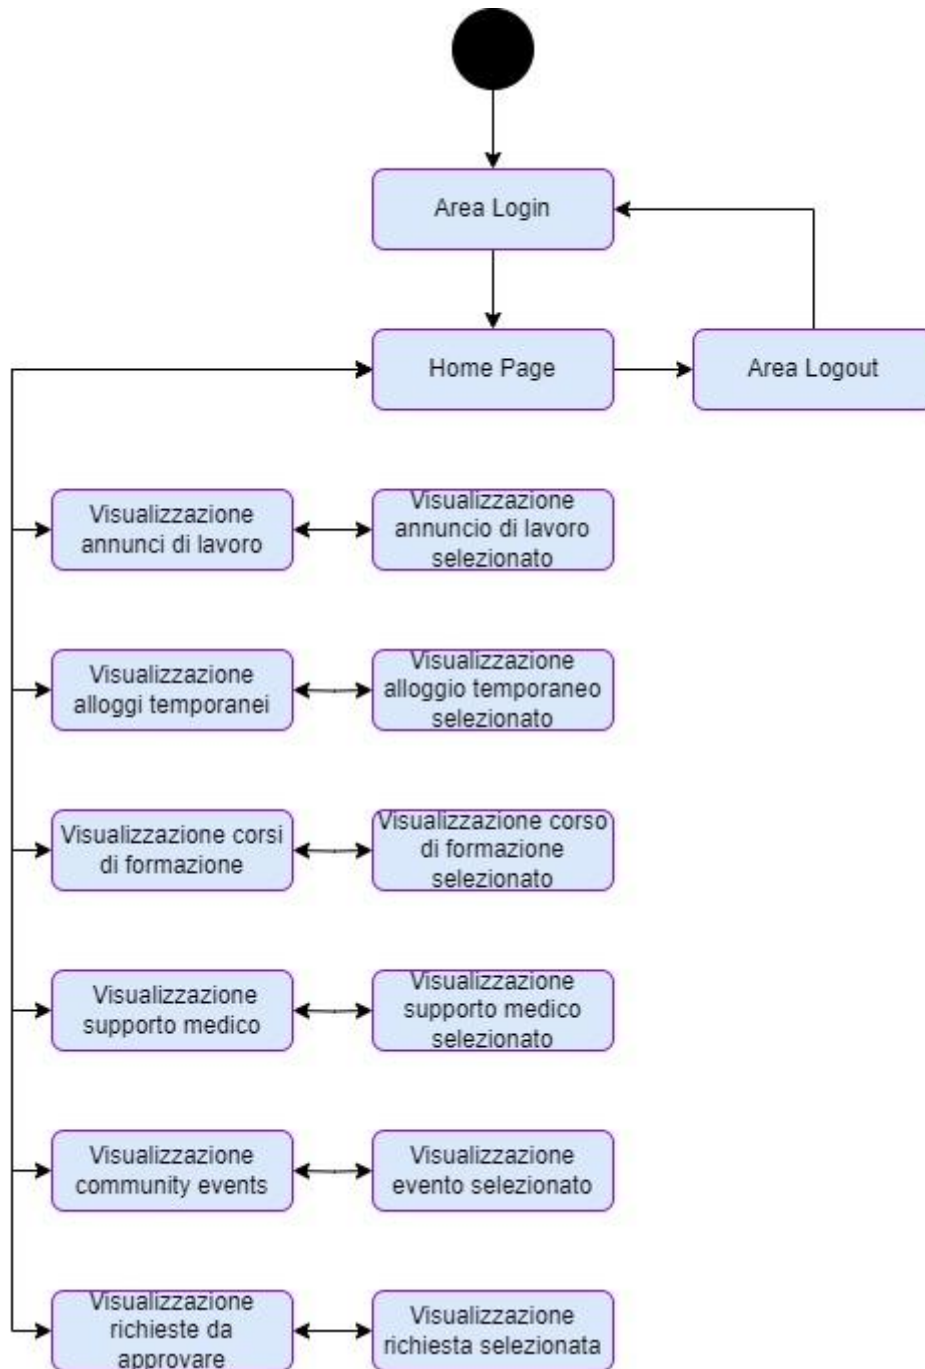 Area Login
Home Page
Area Logout
Visualizzazione
annunci di lavoro
Visualizzazione
annuncio di lavoro
selezionato
Visualizzazione
alloggi temporanei
Visualizzazione
alloggio temporaneo
selezionato
Visualizzazione corsi
di formazione
Visualizzazione corso
di formazione
selezionato
Visualizzazione
supporto medico
Visualizzazione
supporto medico
selezionato
Visualizzazione
community events
Visualizzazione
evento selezionato
Visualizzazione
richieste da
approvare
Visualizzazione
richiesta selezionata